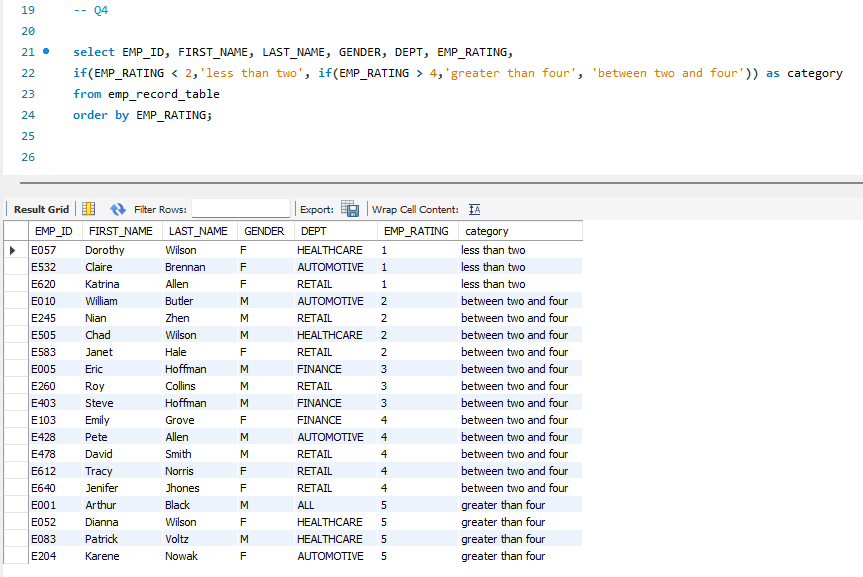 19 -- Q4
20
21 select EMP_ID, FIRST_NAME, LAST_NAME, GENDER, DEPT, EMP_RATING,
22 if(EMP_RATING < 2,'less than two', if(EMP_RATING > 4,'greater than four', 'between two and four')) as category
23 from emp_record_table
24 order by EMP_RATING;
25
26
Result Grid Filter Rows: Export: Wrap Cell Content: IA
EMP_ID FIRST_NAME LAST_NAME GENDER DEPT EMP_RATING category
E057 Dorothy Wilson F HEALTHCARE 1 less than two
E532 Claire Brennan F AUTOMOTIVE 1 less than two
E620 Katrina Allen F RETAIL 1 less than two
E010 William Butler M AUTOMOTIVE 2 between two and four
E245 Nian Zhen M RETAIL 2 between two and four
E505 Chad Wilson M HEALTHCARE 2 between two and four
E583 Janet Hale F RETAIL 2 between two and four
E005 Eric Hoffman M FINANCE 3 between two and four
E260 Roy Collins M RETAIL 3 between two and four
E403 Steve Hoffman M FINANCE 3 between two and four
E103 Emily Grove F FINANCE 4 between two and four
E428 Pete Allen M AUTOMOTIVE 4 between two and four
E478 David Smith M RETAIL 4 between two and four
E612 Tracy Norris F RETAIL 4 between two and four
E640 Jenifer Jhones F RETAIL 4 between two and four
E001 Arthur Black M ALL 5 greater than four
E052 Dianna Wilson F HEALTHCARE 5 greater than four
E083 Patrick Voltz M HEALTHCARE 5 greater than four
E204 Karene Nowak F AUTOMOTIVE 5 greater than four